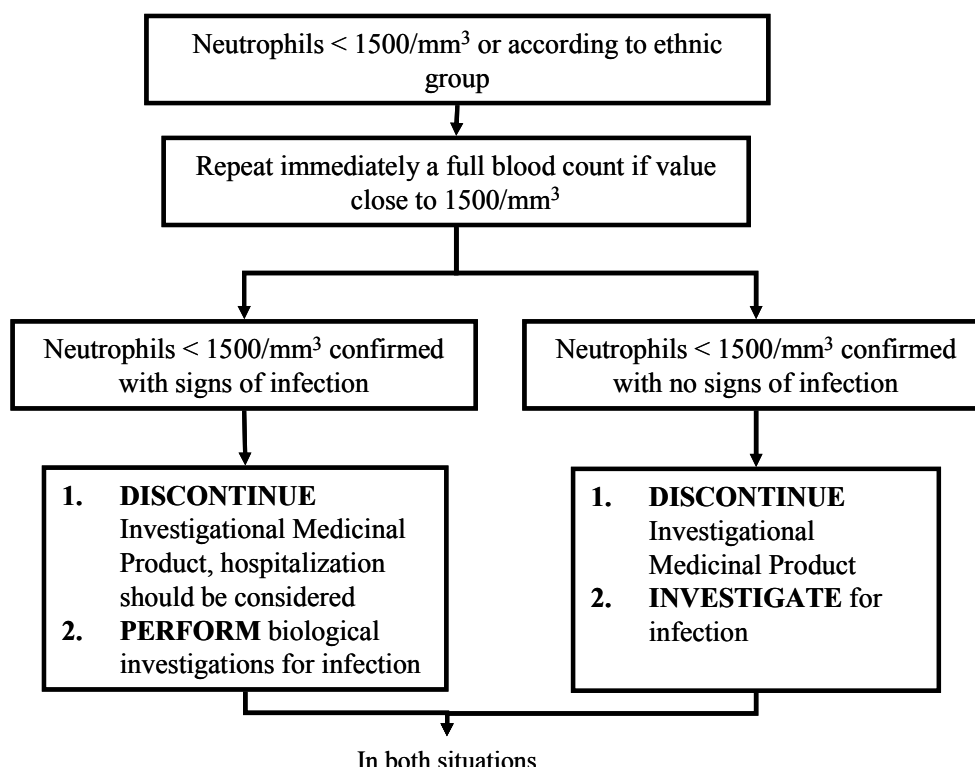 Neutrophils < 1500/mm³ or according to ethnic
group
Repeat immediately a full blood count if value
close to 1500/mm³
Neutrophils < 1500/mm³ confirmed
with signs of infection
Neutrophils < 1500/mm³ confirmed
with no signs of infection
1. DISCONTINUE
Investigational Medicinal
Product, hospitalization
should be considered
2. PERFORM biological
investigations for infection
1. DISCONTINUE
Investigational
Medicinal Product
2. INVESTIGATE for
infection
In both situations